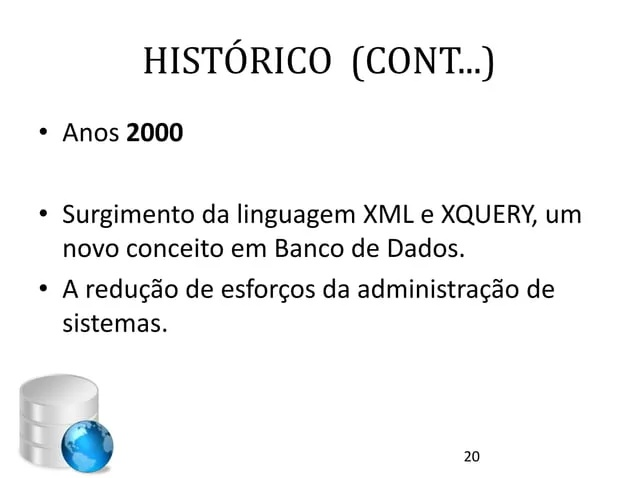 HISTÓRICO (CONT...)
• Anos 2000
• Surgimento da linguagem XML e XQUERY, um
novo conceito em Banco de Dados.
• A redução de esforços da administração de
sistemas.
20